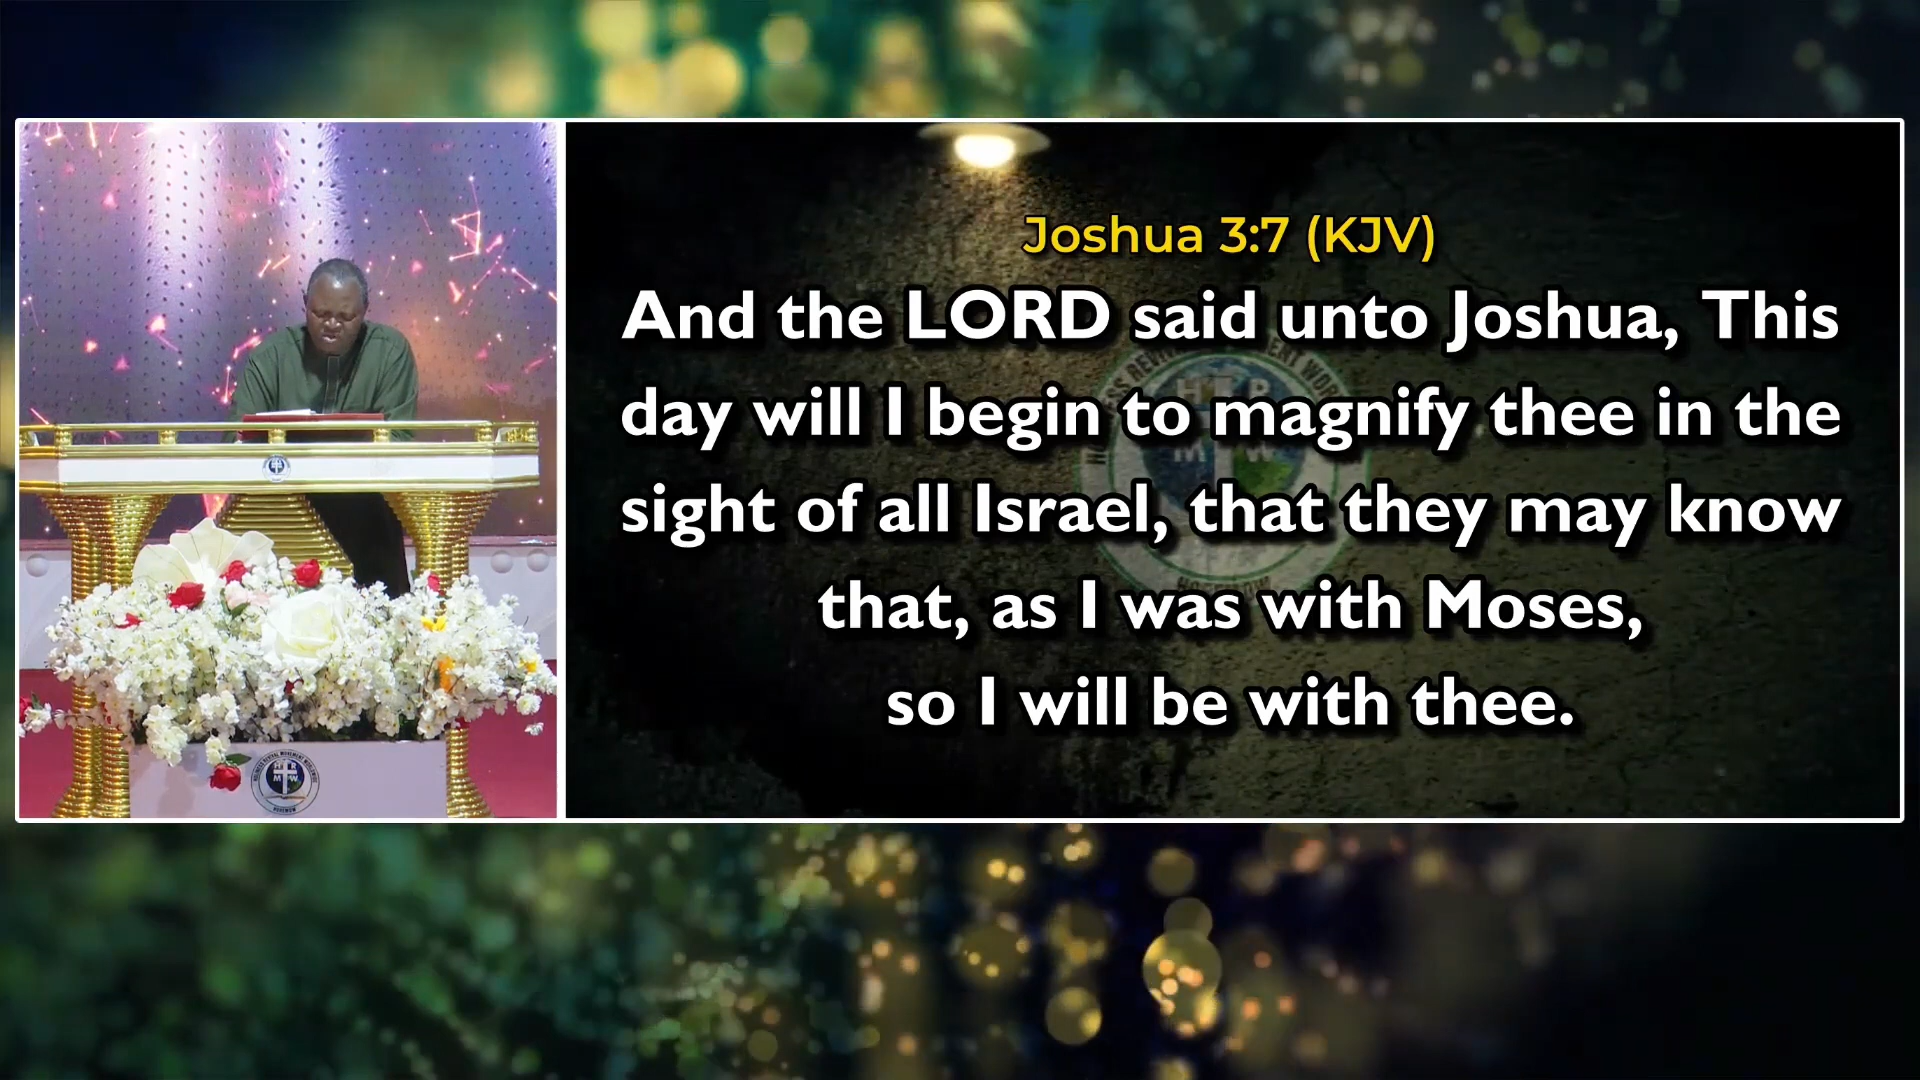 Joshua 3:7 (KJV)
And the LORD said unto Joshua, This
day will I begin to magnify thee in the
sight of all Israel, that they may know
that, as I was with Moses,
so I will be with thee.